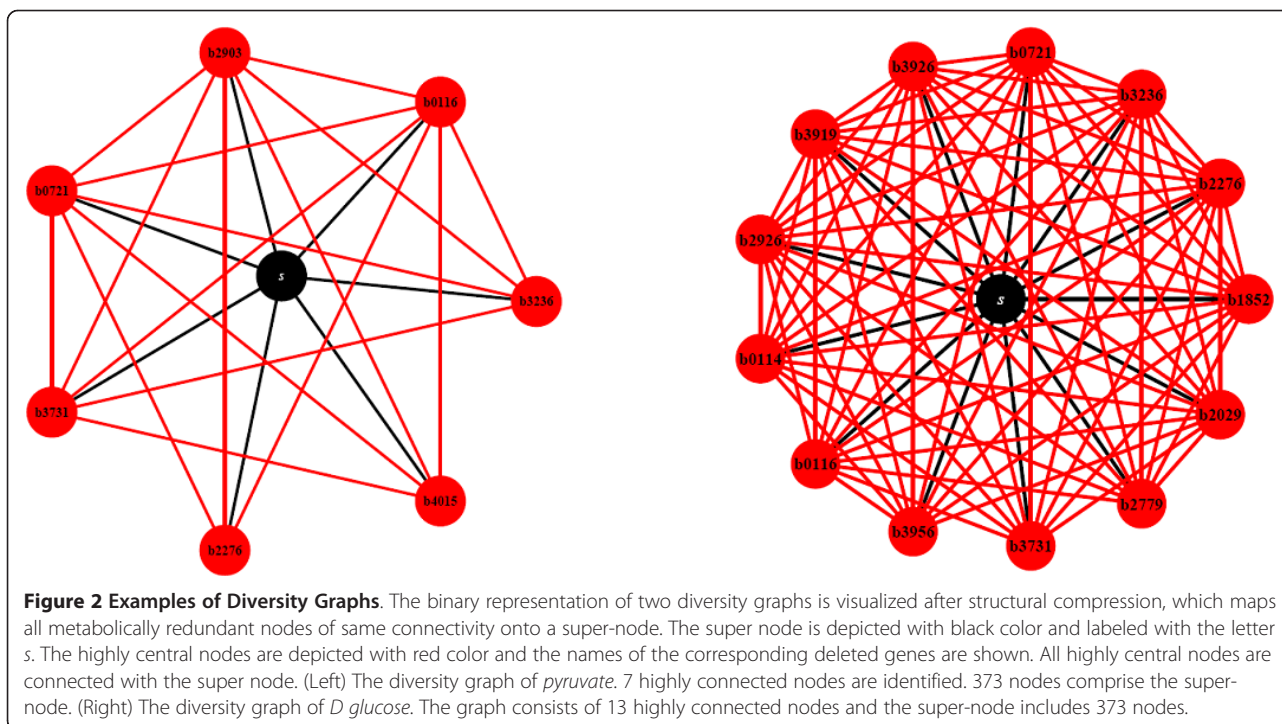 b2903
b0116
b0721
s
b3236
b3731
b4015
b2276
b0721
b3926
b3236
b3919
b2276
b2926
s
b1852
b0114
b2029
b0116
b2779
b3956
b3731
Figure 2 Examples of Diversity Graphs. The binary representation of two diversity graphs is visualized after structural compression, which maps
all metabolically redundant nodes of same connectivity onto a super-node. The super node is depicted with black color and labeled with the letter
s. The highly central nodes are depicted with red color and the names of the corresponding deleted genes are shown. All highly central nodes are
connected with the super node. (Left) The diversity graph of pyruvate. 7 highly connected nodes are identified. 373 nodes comprise the super-
node. (Right) The diversity graph of D glucose. The graph consists of 13 highly connected nodes and the super-node includes 373 nodes.